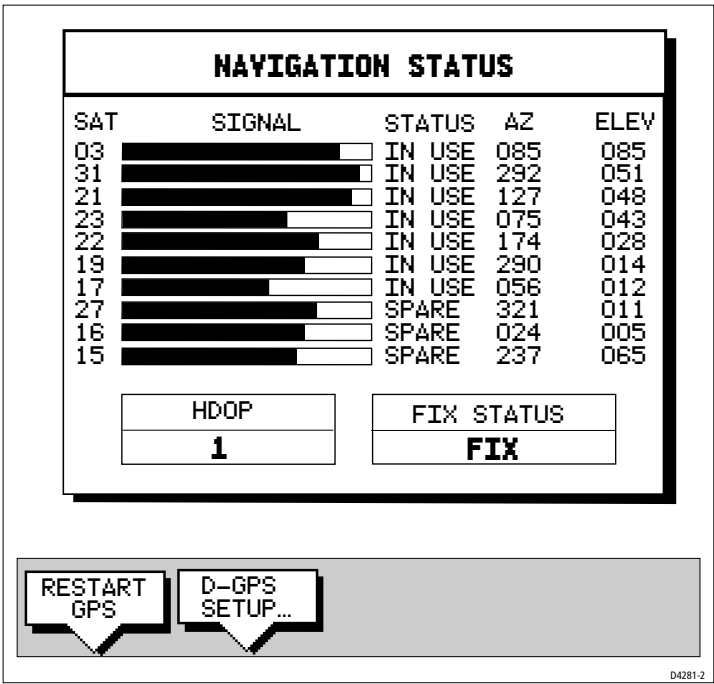 NAVIGATION STATUS
SAT SIGNAL STATUS AZ ELEV
03 IN USE 085 085
31 IN USE 292 051
21 IN USE 127 048
23 IN USE 075 043
22 IN USE 174 028
19 IN USE 290 014
17 IN USE 056 012
27 SPARE 321 011
16 SPARE 024 005
15 SPARE 237 065
HDOP FIX STATUS
1 FIX
RESTART D-GPS
GPS SETUP...
D4281-2